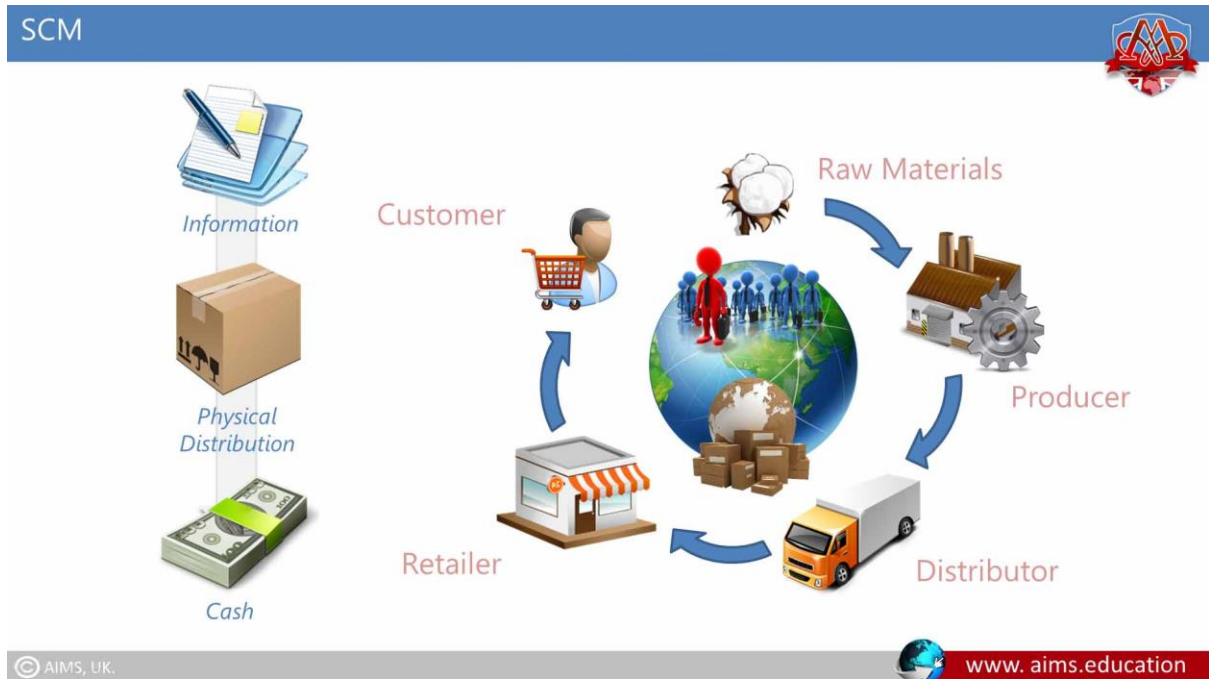 SCM
Information
Physical
Distribution
Cash
Customer
Raw Materials
Producer
Distributor
Retailer
© AIMS, UK.
www. aims.education